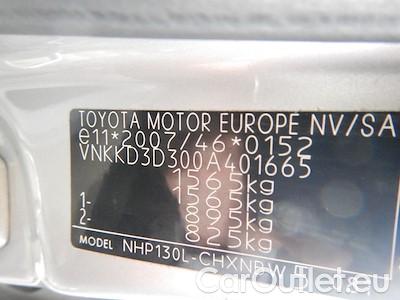 TOYOTA MOTOR EUROPE NV/SA
e11*2007/46*0152
VNKKD3D300A401665
1565kg
kg
1- 895kg
2- 825kg
MODEL NHP130L-CHXNBW
CarOutlet.eu